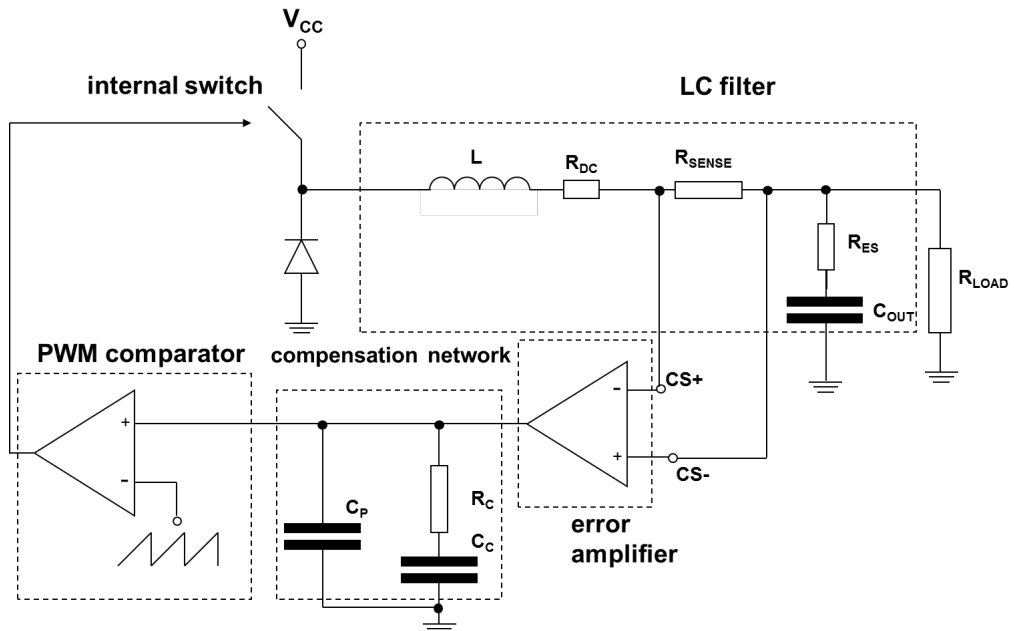 VCC
internal switch
LC filter
L
RDC
RSENSE
RES
COUT
RLOAD
PWM comparator
compensation network
CS+
-
+
CS-
+
-
CP
RC
CC
error
amplifier